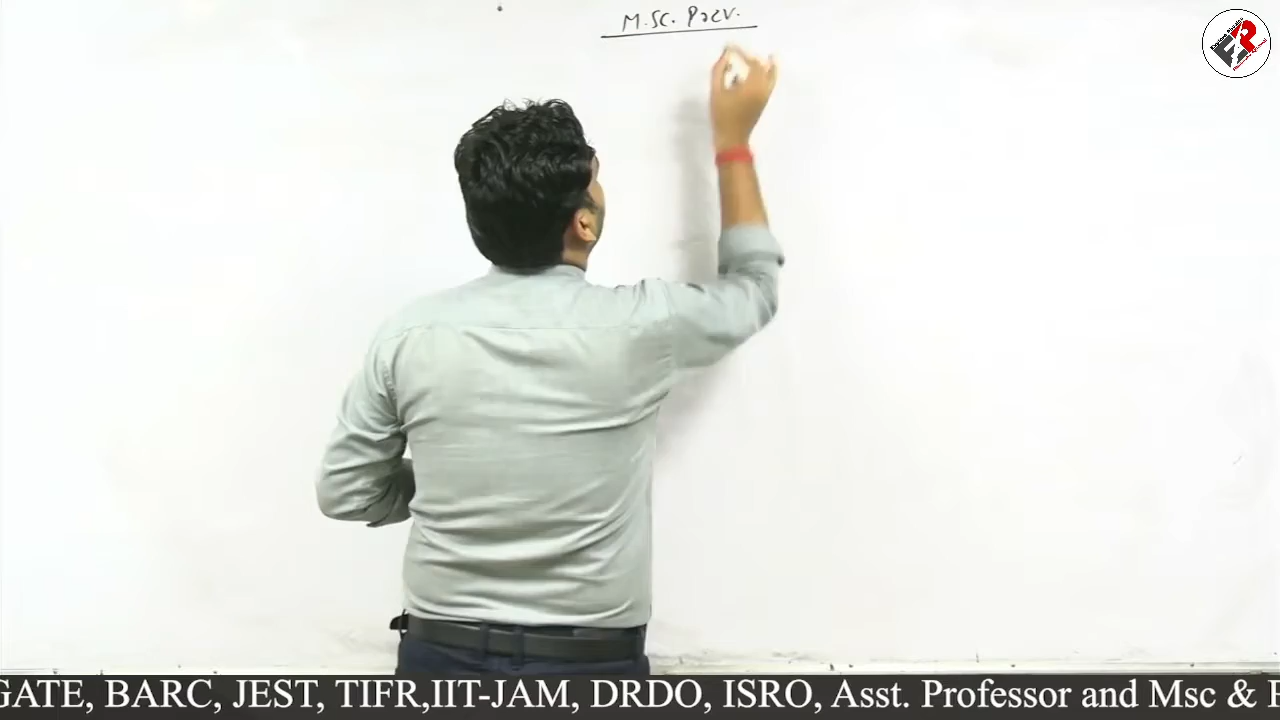 M.Sc. Prev.
GATE, BARC, JEST, TIFR,IIT-JAM, DRDO, ISRO, Asst. Professor and Msc &